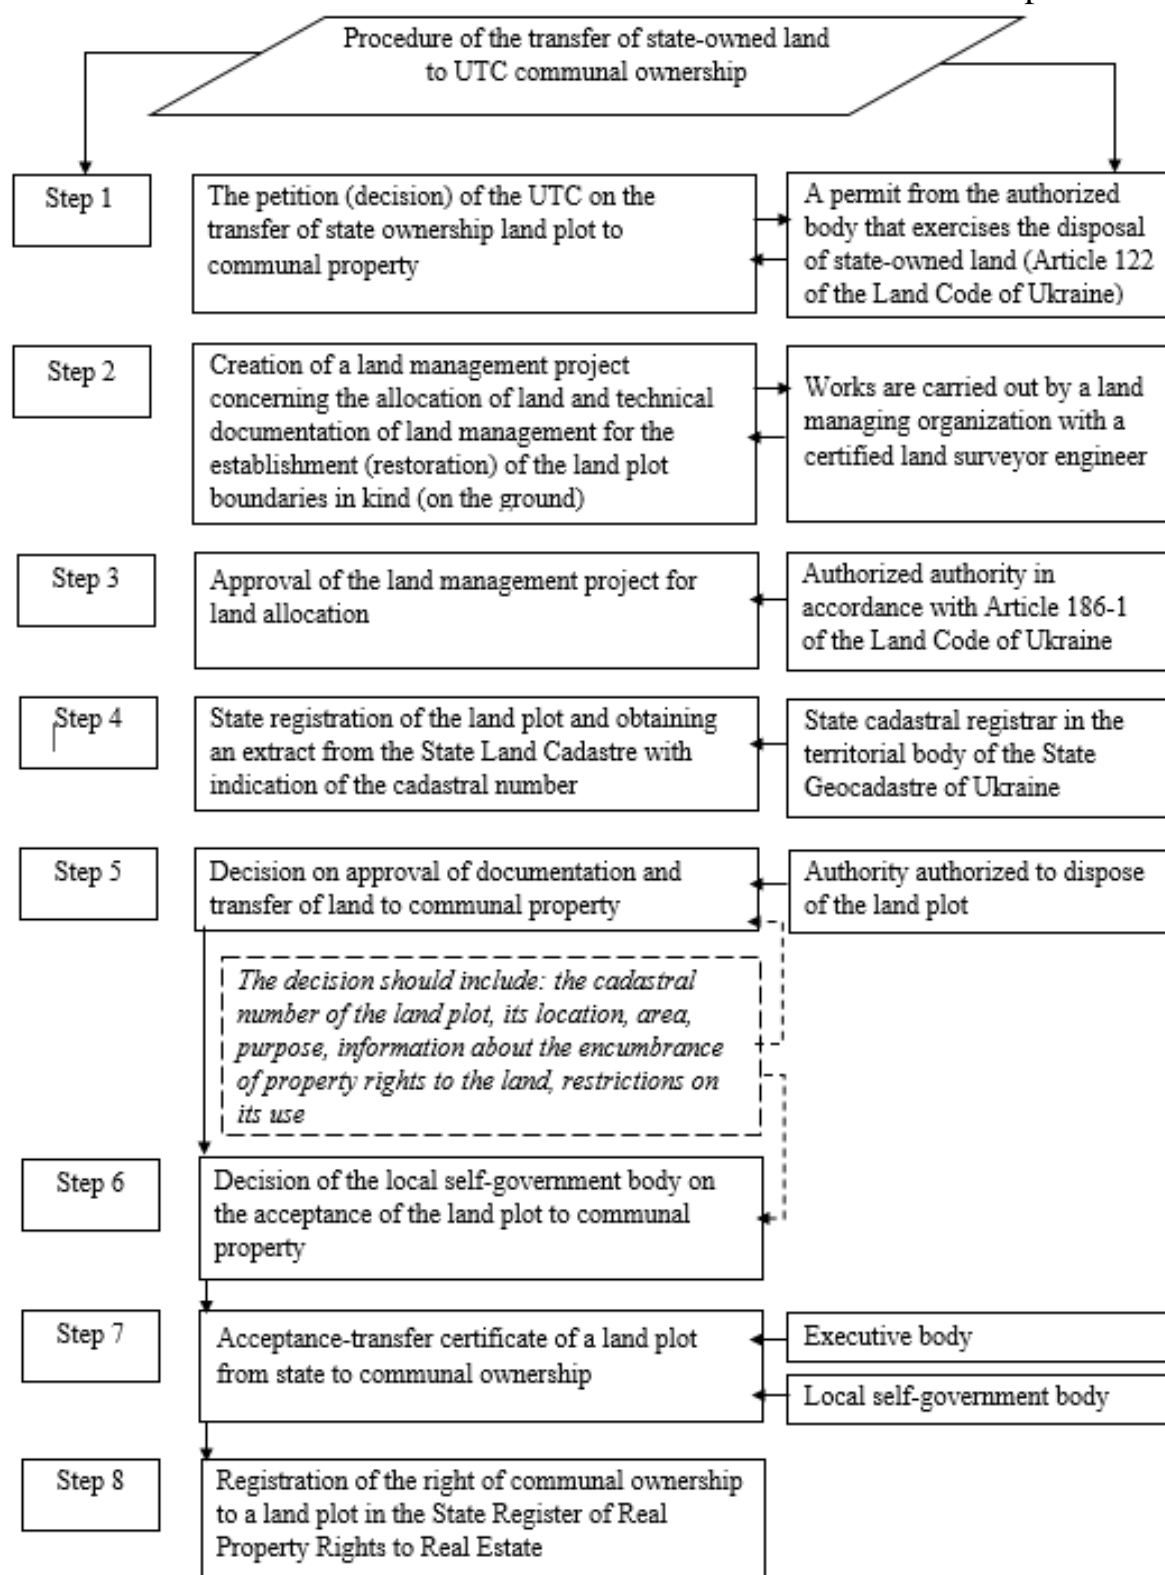 Procedure of the transfer of state-owned land
to UTC communal ownership
Step 1
The petition (decision) of the UTC on the
transfer of state ownership land plot to
communal property
A permit from the authorized
body that exercises the disposal
of state-owned land (Article 122
of the Land Code of Ukraine)
Step 2
Creation of a land management project
concerning the allocation of land and technical
documentation of land management for the
establishment (restoration) of the land plot
boundaries in kind (on the ground)
Works are carried out by a land
managing organization with a
certified land surveyor engineer
Step 3
Approval of the land management project for
land allocation
Authorized authority in
accordance with Article 186-1
of the Land Code of Ukraine
Step 4
State registration of the land plot and obtaining
an extract from the State Land Cadastre with
indication of the cadastral number
State cadastral registrar in the
territorial body of the State
Geocadastre of Ukraine
Step 5
Decision on approval of documentation and
transfer of land to communal property
Authority authorized to dispose
of the land plot
The decision should include: the cadastral
number of the land plot, its location, area,
purpose, information about the encumbrance
of property rights to the land, restrictions on
its use
Step 6
Decision of the local self-government body on
the acceptance of the land plot to communal
property
Step 7
Acceptance-transfer certificate of a land plot
from state to communal ownership
Executive body
Local self-government body
Step 8
Registration of the right of communal ownership
to a land plot in the State Register of Real
Property Rights to Real Estate